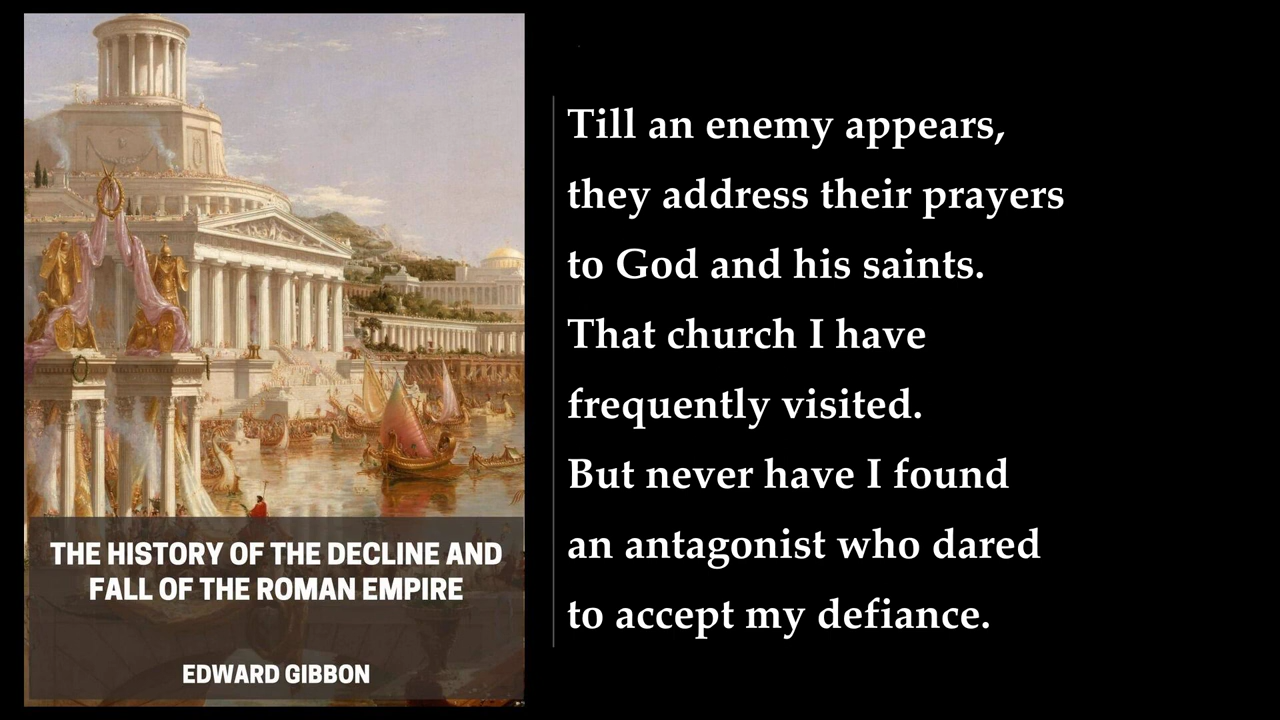 THE HISTORY OF THE DECLINE AND
FALL OF THE ROMAN EMPIRE
EDWARD GIBBON
Till an enemy appears,
they address their prayers
to God and his saints.
That church I have
frequently visited.
But never have I found
an antagonist who dared
to accept my defiance.